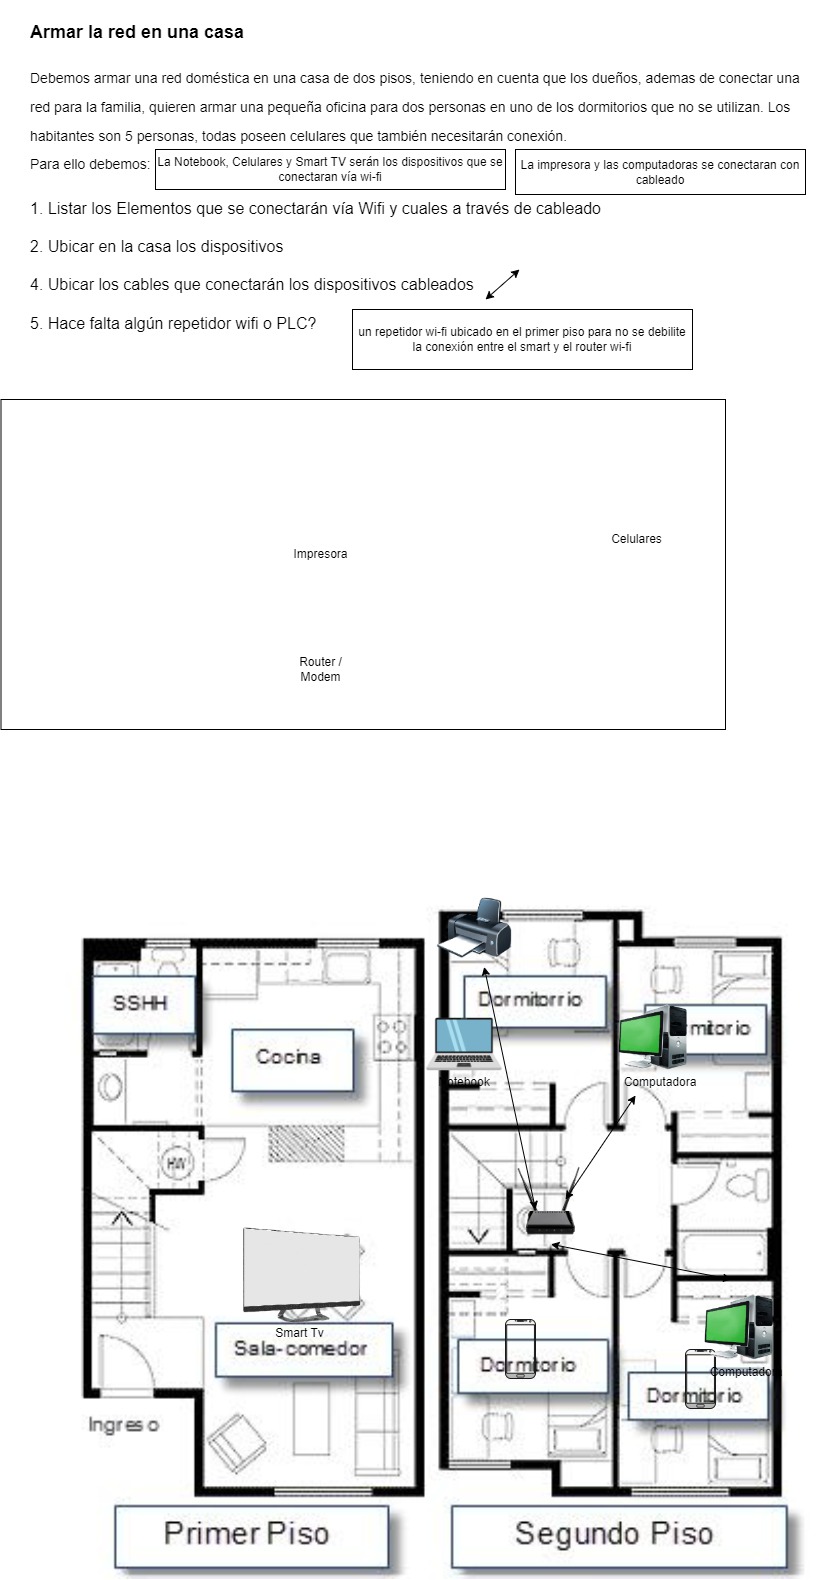 Armar la red en una casa
Debemos armar una red doméstica en una casa de dos pisos, teniendo en cuenta que los dueños, ademas de conectar una
red para la familia, quieren armar una pequeña oficina para dos personas en uno de los dormitorios que no se utilizan. Los
habitantes son 5 personas, todas poseen celulares que también necesitarán conexión.
Para ello debemos:
La Notebook, Celulares y Smart TV serán los dispositivos que se
conectaran vía wi-fi
La impresora y las computadoras se conectaran con
cableado
1. Listar los Elementos que se conectarán vía Wifi y cuales a través de cableado
2. Ubicar en la casa los dispositivos
4. Ubicar los cables que conectarán los dispositivos cableados
5. Hace falta algún repetidor wifi o PLC?
un repetidor wi-fi ubicado en el primer piso para no se debilite
la conexión entre el smart y el router wi-fi
Celulares
Impresora
Router /
Modem
SSHH
Cocina
HW
Smart Tv
Sala-comedor
Ingreso
Primer Piso
Dormitorrio
mitorio
Notebook
Computadora
Dormitorio
Computadora
Dormitorio
Segundo Piso